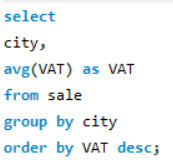 select
city,
avg(VAT) as VAT
from sale
group by city
order by VAT desc;